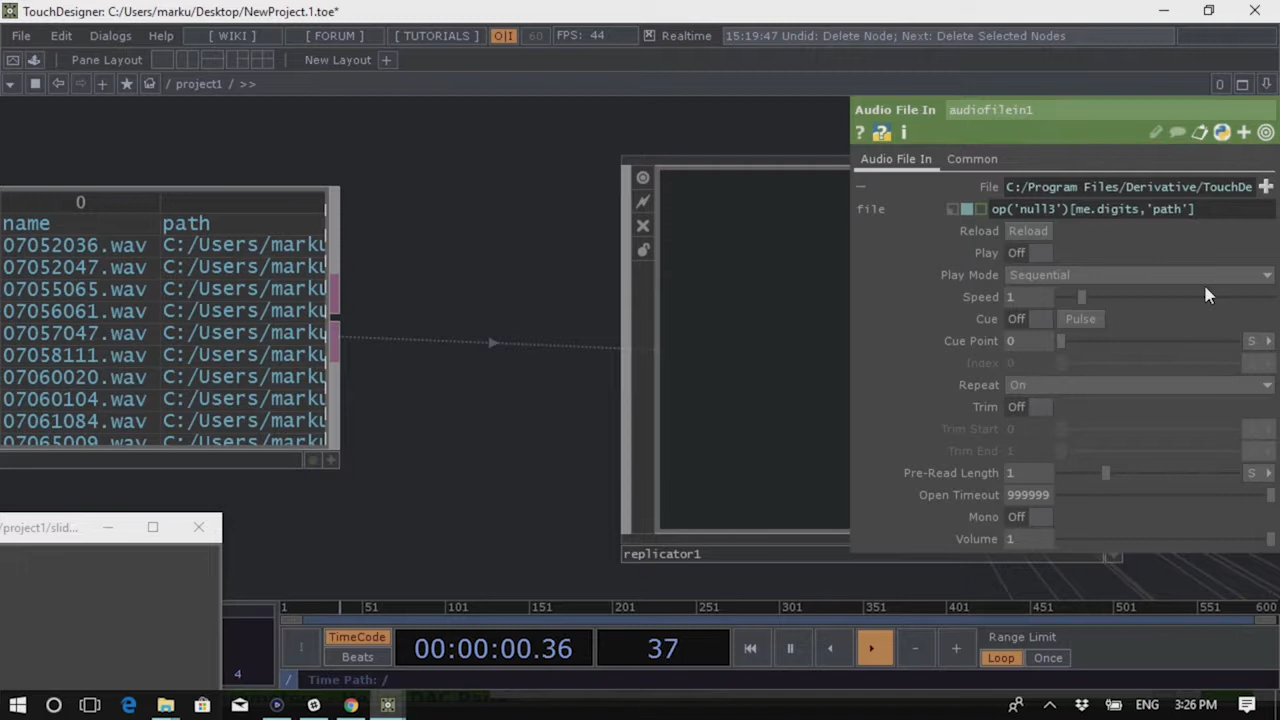 TouchDesigner: C:/Users/marku/Desktop/NewProject.1.toe*
File Edit Dialogs Help [ WIKI ] [ FORUM ] [ TUTORIALS ] O|I 60 FPS: 44 Realtime 15:19:47 Undid: Delete Node; Next: Delete Selected Nodes
Pane Layout New Layout +
/ project1 / >> 0
Audio File In audiofilein1
? ? i
Audio File In Common
File C:/Program Files/Derivative/TouchDe
file op('null3')[me.digits,'path']
Reload Reload
Play Off
Play Mode Sequential
Speed 1
Cue Off Pulse
Cue Point 0 S
Index 0
Repeat On
Trim Off
Trim Start 0
Trim End 1
Pre-Read Length 1 S
Open Timeout 999999
Mono Off
Volume 1
0
name path
07052036.wav C:/Users/marku
07052047.wav C:/Users/marku
07055065.wav C:/Users/marku
07056061.wav C:/Users/marku
07057047.wav C:/Users/marku
07058111.wav C:/Users/marku
07060020.wav C:/Users/marku
07060104.wav C:/Users/marku
07061084.wav C:/Users/marku
07065009.wav C:/Users/marku
/project1/slid...
replicator1
4
1 51 101 151 201 251 301 351 401 451 501 551 600
TimeCode
Beats
00:00:00.36 37
Range Limit
Loop Once
/ Time Path: /
ENG 3:26 PM